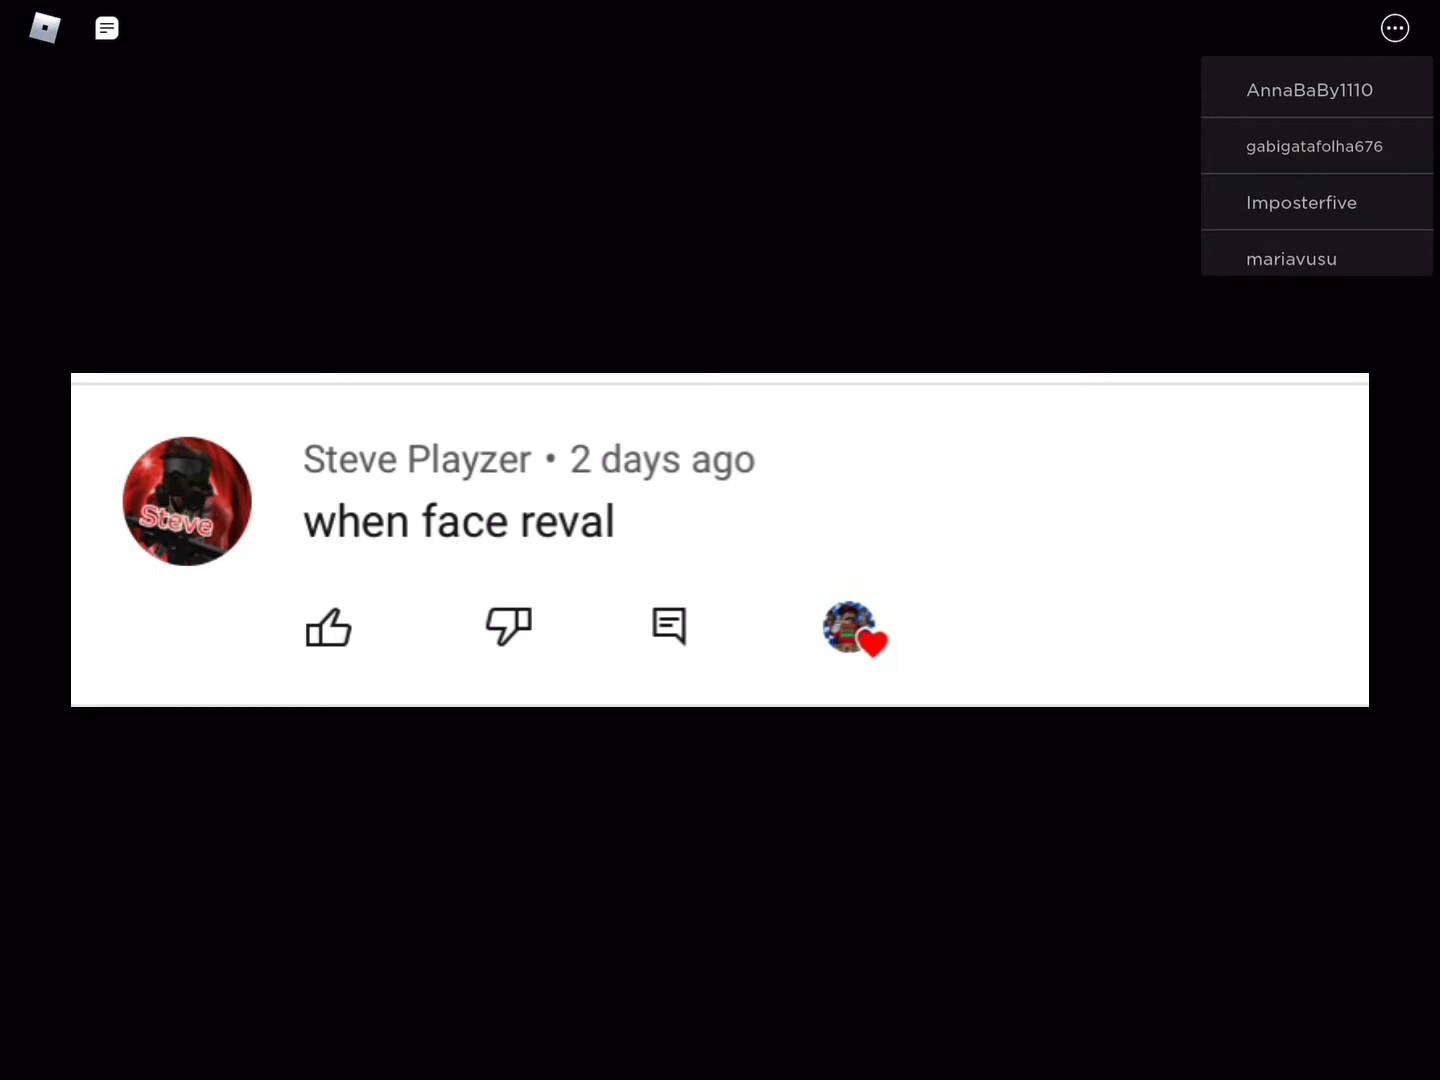 AnnaBaBy1110
gabigatafolha676
Imposterfive
mariavusu
Steve Playzer • 2 days ago
when face reval
Steve